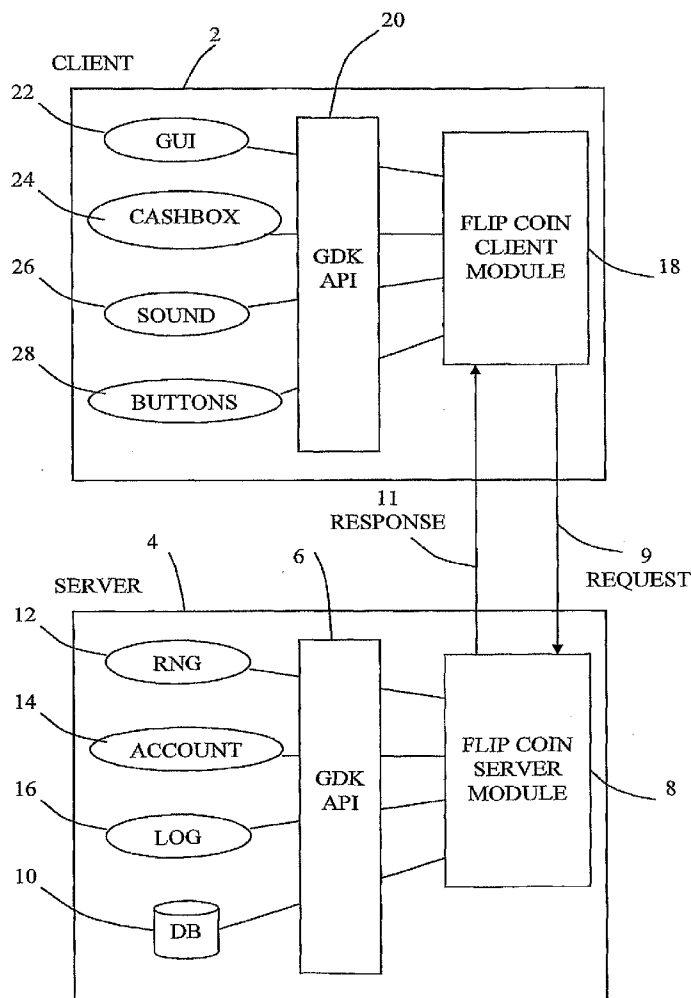 20
2
CLIENT
22
GUI
24
CASHBOX
FLIP COIN
CLIENT
MODULE
18
GDK
API
26
SOUND
28
BUTTONS
11
RESPONSE
9
REQUEST
4
6
SERVER
12
RNG
14
ACCOUNT
FLIP COIN
SERVER
MODULE
8
GDK
API
16
LOG
10
DB